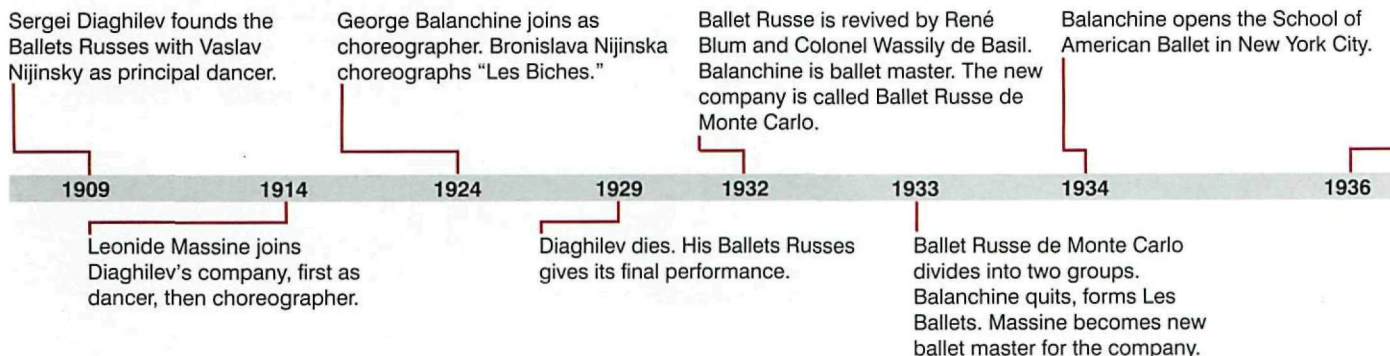 Sergei Diaghilev founds the
Ballets Russes with Vaslav
Nijinsky as principal dancer.
George Balanchine joins as
choreographer. Bronislava Nijinska
choreographs “Les Biches.”
Ballet Russe is revived by René
Blum and Colonel Wassily de Basil.
Balanchine is ballet master. The new
company is called Ballet Russe de
Monte Carlo.
Balanchine opens the School of
American Ballet in New York City.
1909 1914 1924 1929 1932 1933 1934 1936
Leonide Massine joins
Diaghilev’s company, first as
dancer, then choreographer.
Diaghilev dies. His Ballets Russes
gives its final performance.
Ballet Russe de Monte Carlo
divides into two groups.
Balanchine quits, forms Les
Ballets. Massine becomes new
ballet master for the company.